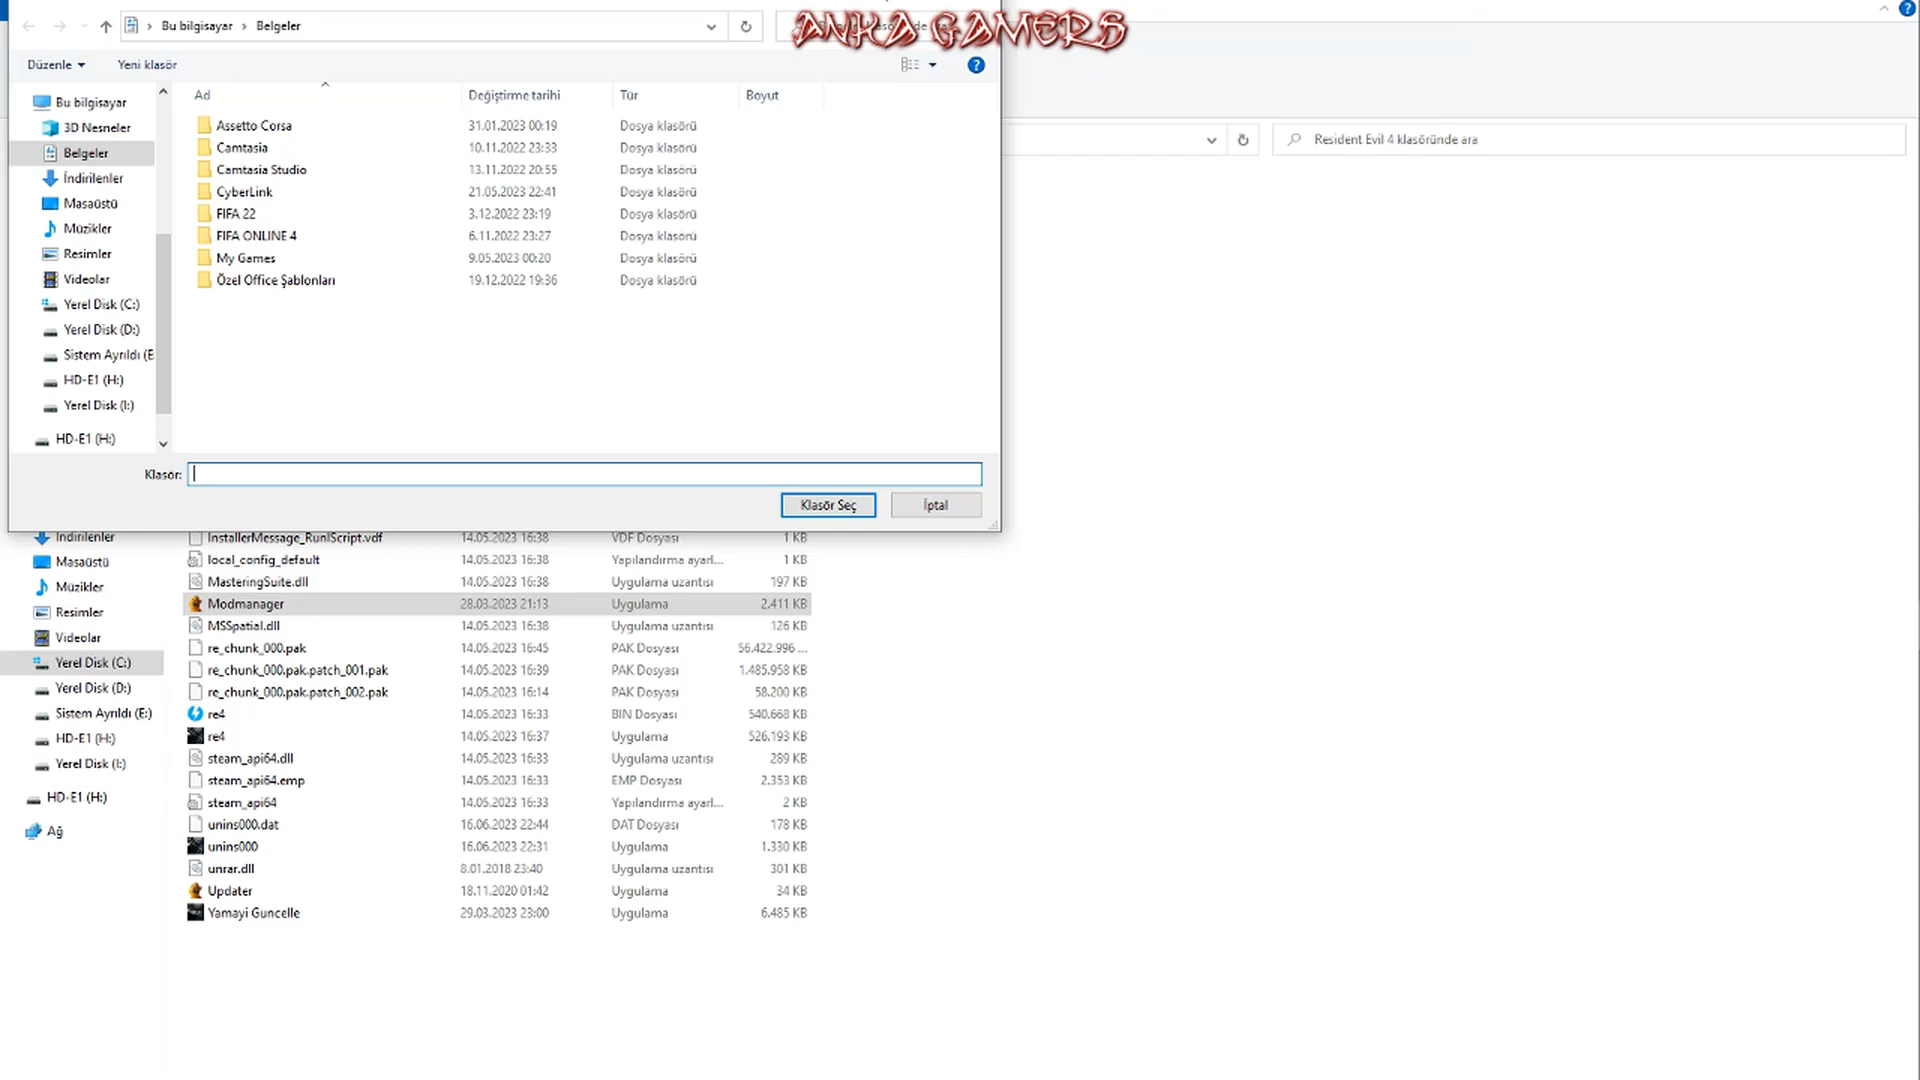 Bu bilgisayar > Belgeler
ANKA GAMERS
Düzenle
Yeni klasör
Ad
Değiştirme tarihi
Tür
Boyut
Bu bilgisayar
3D Nesneler
Belgeler
İndirilenler
Masaüstü
Müzikler
Resimler
Videolar
Yerel Disk (C:)
Yerel Disk (D:)
Sistem Ayrıldı (E
HD-E1 (H:)
Yerel Disk (I:)
HD-E1 (H:)
Assetto Corsa 31.01.2023 00:19 Dosya klasörü
Camtasia 10.11.2022 23:33 Dosya klasörü
Camtasia Studio 13.11.2022 20:55 Dosya klasörü
CyberLink 21.05.2023 22:41 Dosya klasörü
FIFA 22 3.12.2022 23:19 Dosya klasörü
FIFA ONLINE 4 6.11.2022 23:27 Dosya klasörü
My Games 9.05.2023 00:20 Dosya klasörü
Özel Office Şablonları 19.12.2022 19:36 Dosya klasörü
Klasör:
Klasör Seç
İptal
Resident Evil 4 klasöründe ara
İndirilenler
Masaüstü
Müzikler
Resimler
Videolar
Yerel Disk (C:)
Yerel Disk (D:)
Sistem Ayrıldı (E:)
HD-E1 (H:)
Yerel Disk (I:)
HD-E1 (H:)
Ağ
InstallerMessage_RunIScript.vdf 14.05.2023 16:38 VDF Dosyası 1 KB
local_config_default 14.05.2023 16:38 Yapılandırma ayarl... 1 KB
MasteringSuite.dll 14.05.2023 16:38 Uygulama uzantısı 197 KB
Modmanager 28.03.2023 21:13 Uygulama 2.411 KB
MSSpatial.dll 14.05.2023 16:38 Uygulama uzantısı 126 KB
re_chunk_000.pak 14.05.2023 16:45 PAK Dosyası 56.422.996 ...
re_chunk_000.pak.patch_001.pak 14.05.2023 16:39 PAK Dosyası 1.485.958 KB
re_chunk_000.pak.patch_002.pak 14.05.2023 16:14 PAK Dosyası 58.200 KB
re4 14.05.2023 16:33 BIN Dosyası 540.668 KB
re4 14.05.2023 16:37 Uygulama 526.193 KB
steam_api64.dll 14.05.2023 16:33 Uygulama uzantısı 289 KB
steam_api64.emp 14.05.2023 16:33 EMP Dosyası 2.353 KB
steam_api64 14.05.2023 16:33 Yapılandırma ayarl... 2 KB
unins000.dat 16.06.2023 22:44 DAT Dosyası 178 KB
unins000 16.06.2023 22:31 Uygulama 1.330 KB
unrar.dll 8.01.2018 23:40 Uygulama uzantısı 301 KB
Updater 18.11.2020 01:42 Uygulama 34 KB
Yamayi Guncelle 29.03.2023 23:00 Uygulama 6.485 KB